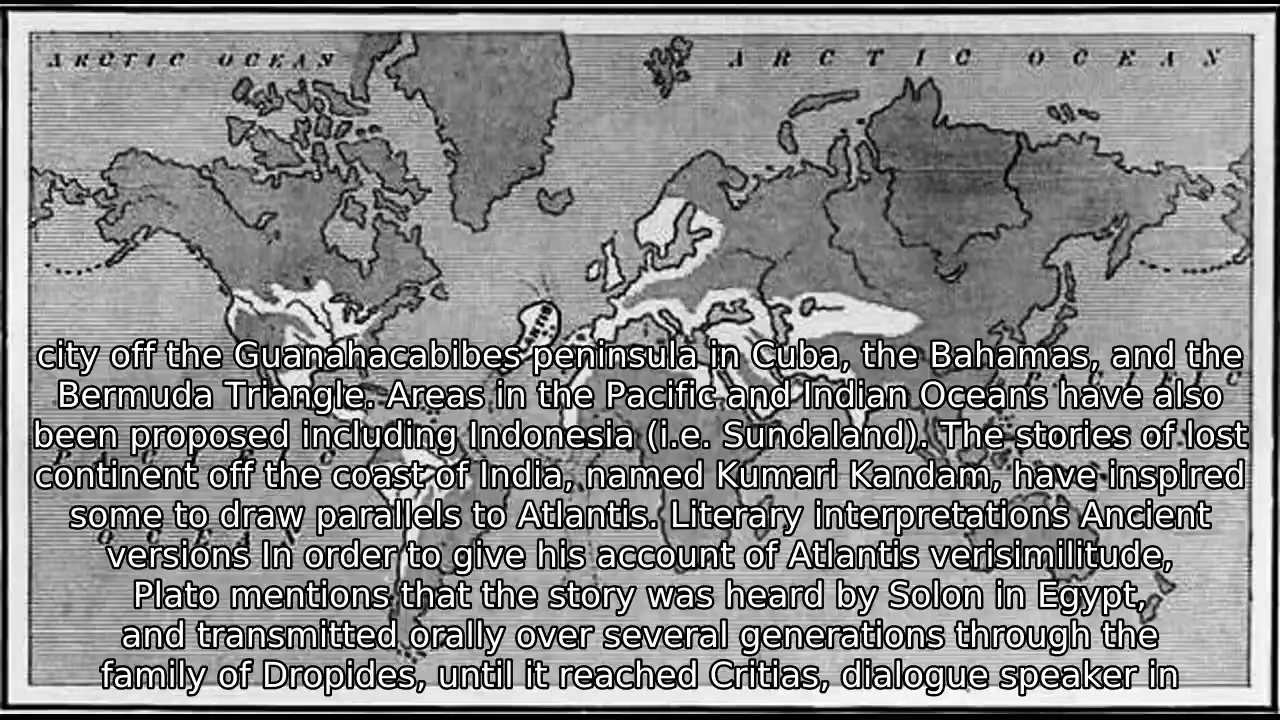 ARCTIC OCEAN
ARCTIC OCEAN
city off the Guanahacabibes peninsula in Cuba, the Bahamas, and the
Bermuda Triangle. Areas in the Pacific and Indian Oceans have also
been proposed including Indonesia (i.e. Sundaland). The stories of lost
continent off the coast of India, named Kumari Kandam, have inspired
some to draw parallels to Atlantis. Literary interpretations Ancient
versions In order to give his account of Atlantis verisimilitude,
Plato mentions that the story was heard by Solon in Egypt,
and transmitted orally over several generations through the
family of Dropides, until it reached Critias, dialogue speaker in